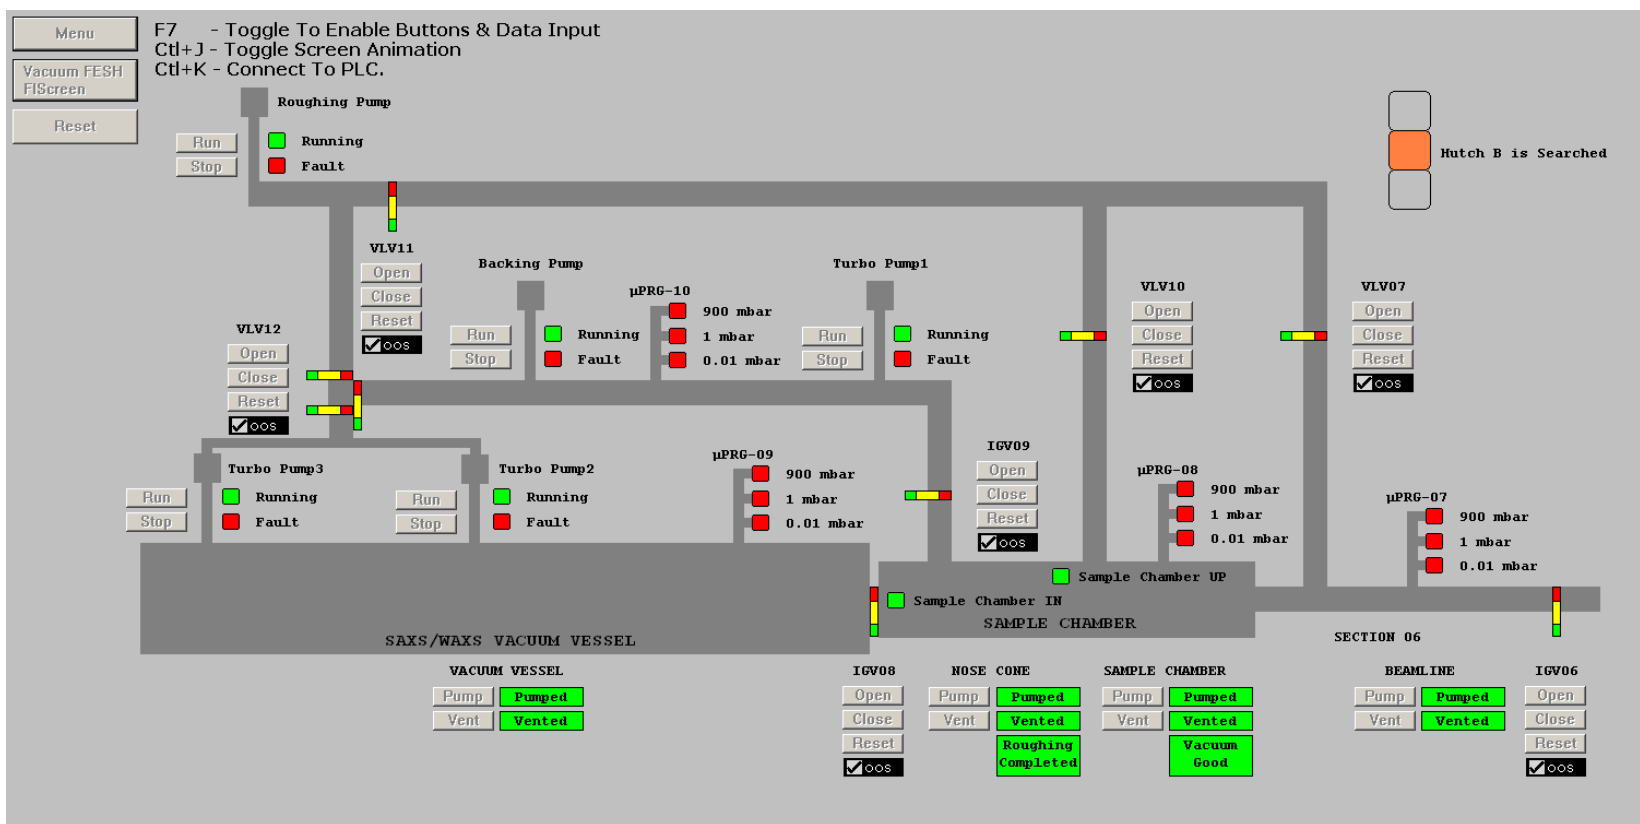 Menu
F7 - Toggle To Enable Buttons & Data Input
Ctl+J - Toggle Screen Animation
Ctl+K - Connect To PLC.
Vacuum FESH
FIScreen
Reset
Roughing Pump
Run
Stop
Running
Fault
Hutch B is Searched
VLV11
Open
Close
Reset
oos
Backing Pump
Run
Stop
Running
Fault
µPRG-10
900 mbar
1 mbar
0.01 mbar
Turbo Pump1
Run
Stop
Running
Fault
VLV10
Open
Close
Reset
oos
VLV07
Open
Close
Reset
oos
VLV12
Open
Close
Reset
oos
Turbo Pump3
Run
Stop
Running
Fault
Turbo Pump2
Run
Stop
Running
Fault
µPRG-09
900 mbar
1 mbar
0.01 mbar
IGV09
Open
Close
Reset
oos
µPRG-08
900 mbar
1 mbar
0.01 mbar
µPRG-07
900 mbar
1 mbar
0.01 mbar
Sample Chamber UP
Sample Chamber IN
SAMPLE CHAMBER
SAXS/WAXS VACUUM VESSEL
SECTION 06
VACUUM VESSEL
Pump
Pumped
Vent
Vented
IGV08
Open
Close
Reset
oos
NOSE CONE
Pump
Pumped
Vent
Vented
Roughing
Completed
SAMPLE CHAMBER
Pump
Pumped
Vent
Vented
Vacuum
Good
BEAMLINE
Pump
Pumped
Vent
Vented
IGV06
Open
Close
Reset
oos